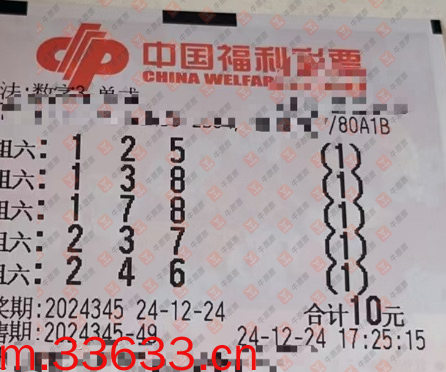 中国福利彩票
CHINA WELFAR
法:数字3 单式
/80A1B
组六: 1 2 5 (1)
组六: 1 3 8 (1)
组六: 1 7 8 (1)
组六: 2 3 7 (1)
组六: 2 4 6 (1)
奖期:2024345 24-12-24 合计10元
售期:2024345-49 24-12-24 17:25:15
m.33633.cn